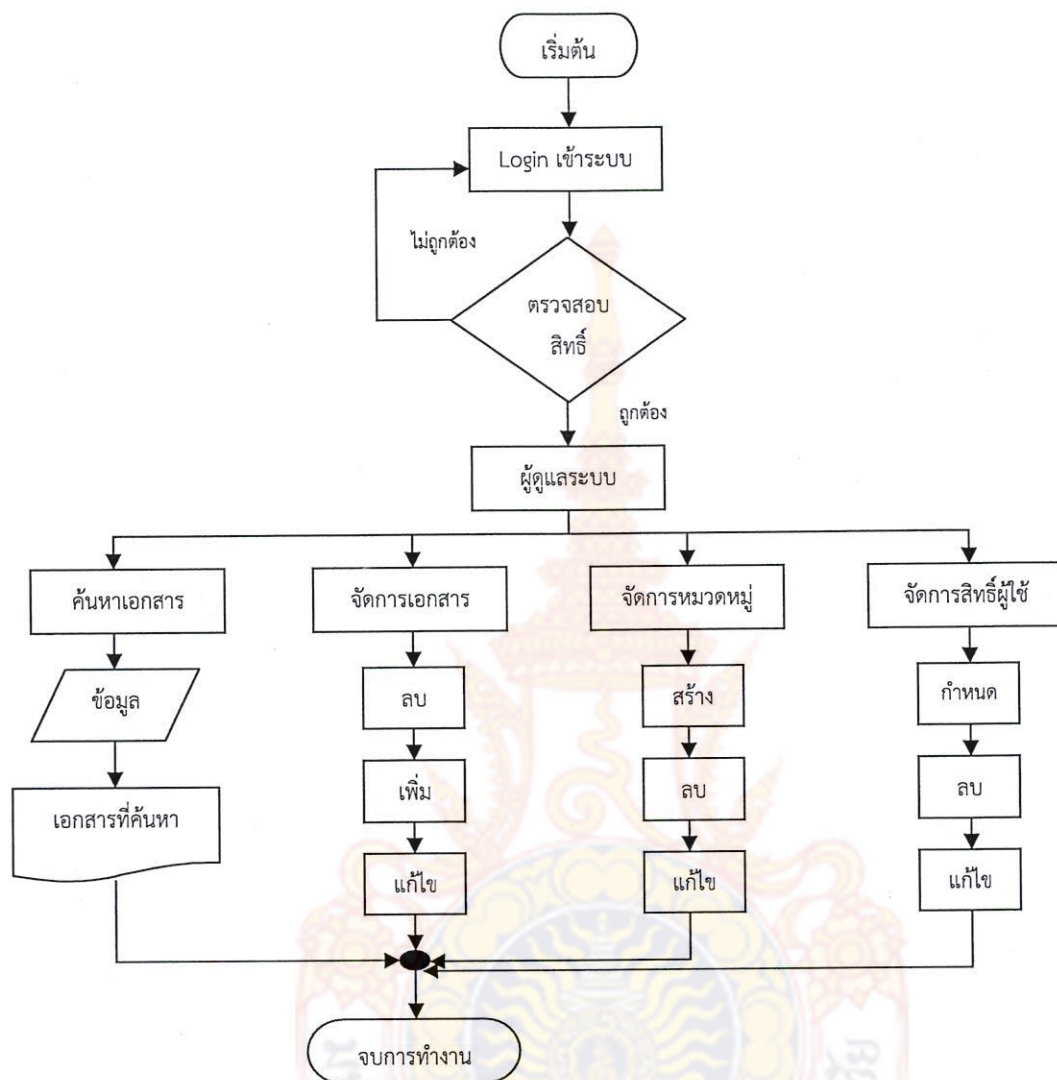 เริ่มต้น
Login เข้าระบบ
ไม่ถูกต้อง
ตรวจสอบ
สิทธิ์
ถูกต้อง
ผู้ดูแลระบบ
ค้นหาเอกสาร
จัดการเอกสาร
จัดการหมวดหมู่
จัดการสิทธิ์ผู้ใช้
ข้อมูล
ลบ
สร้าง
กำหนด
เอกสารที่ค้นหา
เพิ่ม
ลบ
ลบ
แก้ไข
แก้ไข
แก้ไข
จบการทำงาน